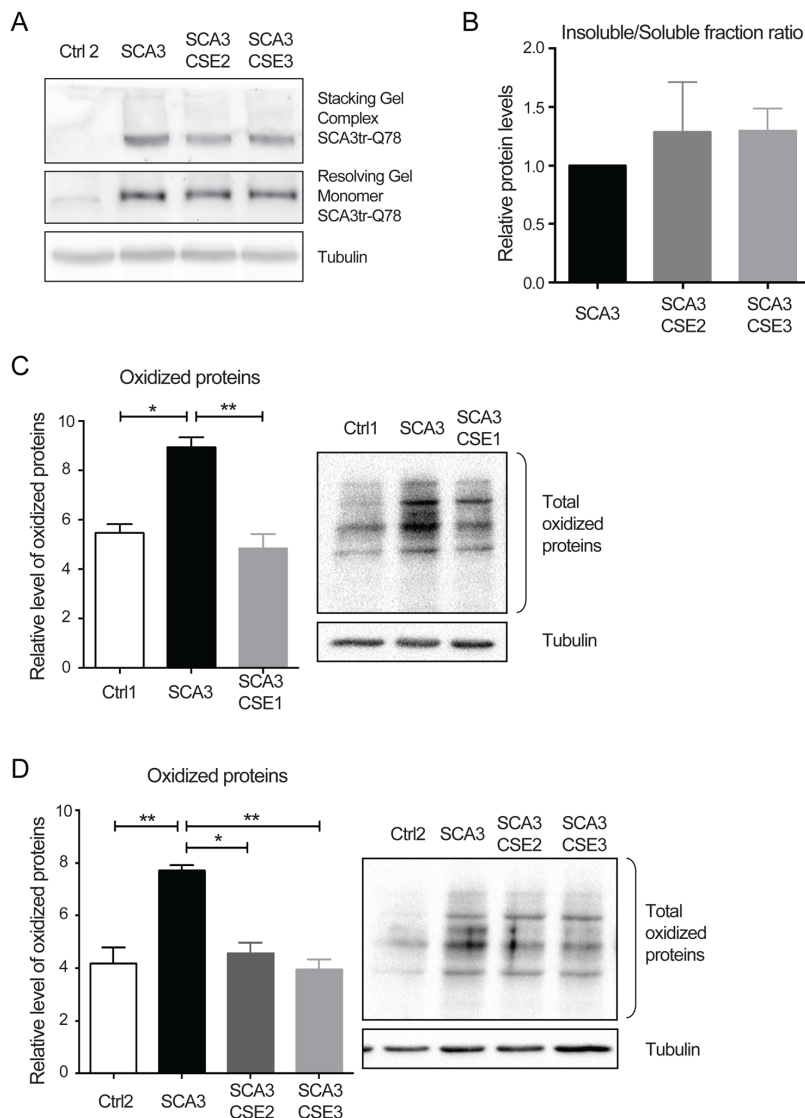 A
Ctrl 2
SCA3
SCA3
CSE2
SCA3
CSE3
Stacking Gel
Complex
SCA3tr-Q78
Resolving Gel
Monomer
SCA3tr-Q78
Tubulin
B
Insoluble/Soluble fraction ratio
Relative protein levels
2.0
1.5
1.0
0.5
0.0
SCA3
SCA3
CSE2
SCA3
CSE3
C
Oxidized proteins
Relative level of oxidized proteins
10
8
6
4
2
0
*
**
Ctrl1
SCA3
SCA3
CSE1
Ctrl1
SCA3
SCA3
CSE1
Total
oxidized
proteins
Tubulin
D
Oxidized proteins
Relative level of oxidized proteins
10
8
6
4
2
0
**
**
*
Ctrl2
SCA3
SCA3
CSE2
SCA3
CSE3
Ctrl2
SCA3
SCA3
CSE2
SCA3
CSE3
Total
oxidized
proteins
Tubulin